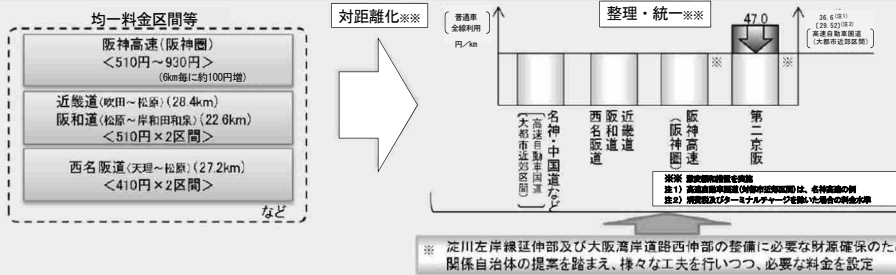 均一料金区間等
阪神高速(阪神圏)
<510円~930円>
(6km毎に約100円増)
近畿道(吹田~松原)(28.4km)
阪和道(松原~岸和田和泉)(22.6km)
<510円×2区間>
西名阪道(天理~松原)(27.2km)
<410円×2区間>
など
対距離化※※
整理・統一※※
普通車
全線利用
円/km
47.0
36.6(注1)
[29.52](注2)
高速自動車国道
(大都市近郊区間)
※
※
名神・中国道など
高速自動車国道
(大都市近郊区間)
近畿道
阪和道
西名阪道
阪神高速
(阪神圏)
第二京阪
※※ 激変緩和措置を実施
注1) 高速自動車国道(大都市近郊区間)は、名神高速の例
注2) 消費税及びターミナルチャージを除いた場合の料金水準
※ 淀川左岸線延伸部及び大阪湾岸道路西伸部の整備に必要な財源確保のため
関係自治体の提案を踏まえ、様々な工夫を行いつつ、必要な料金を設定